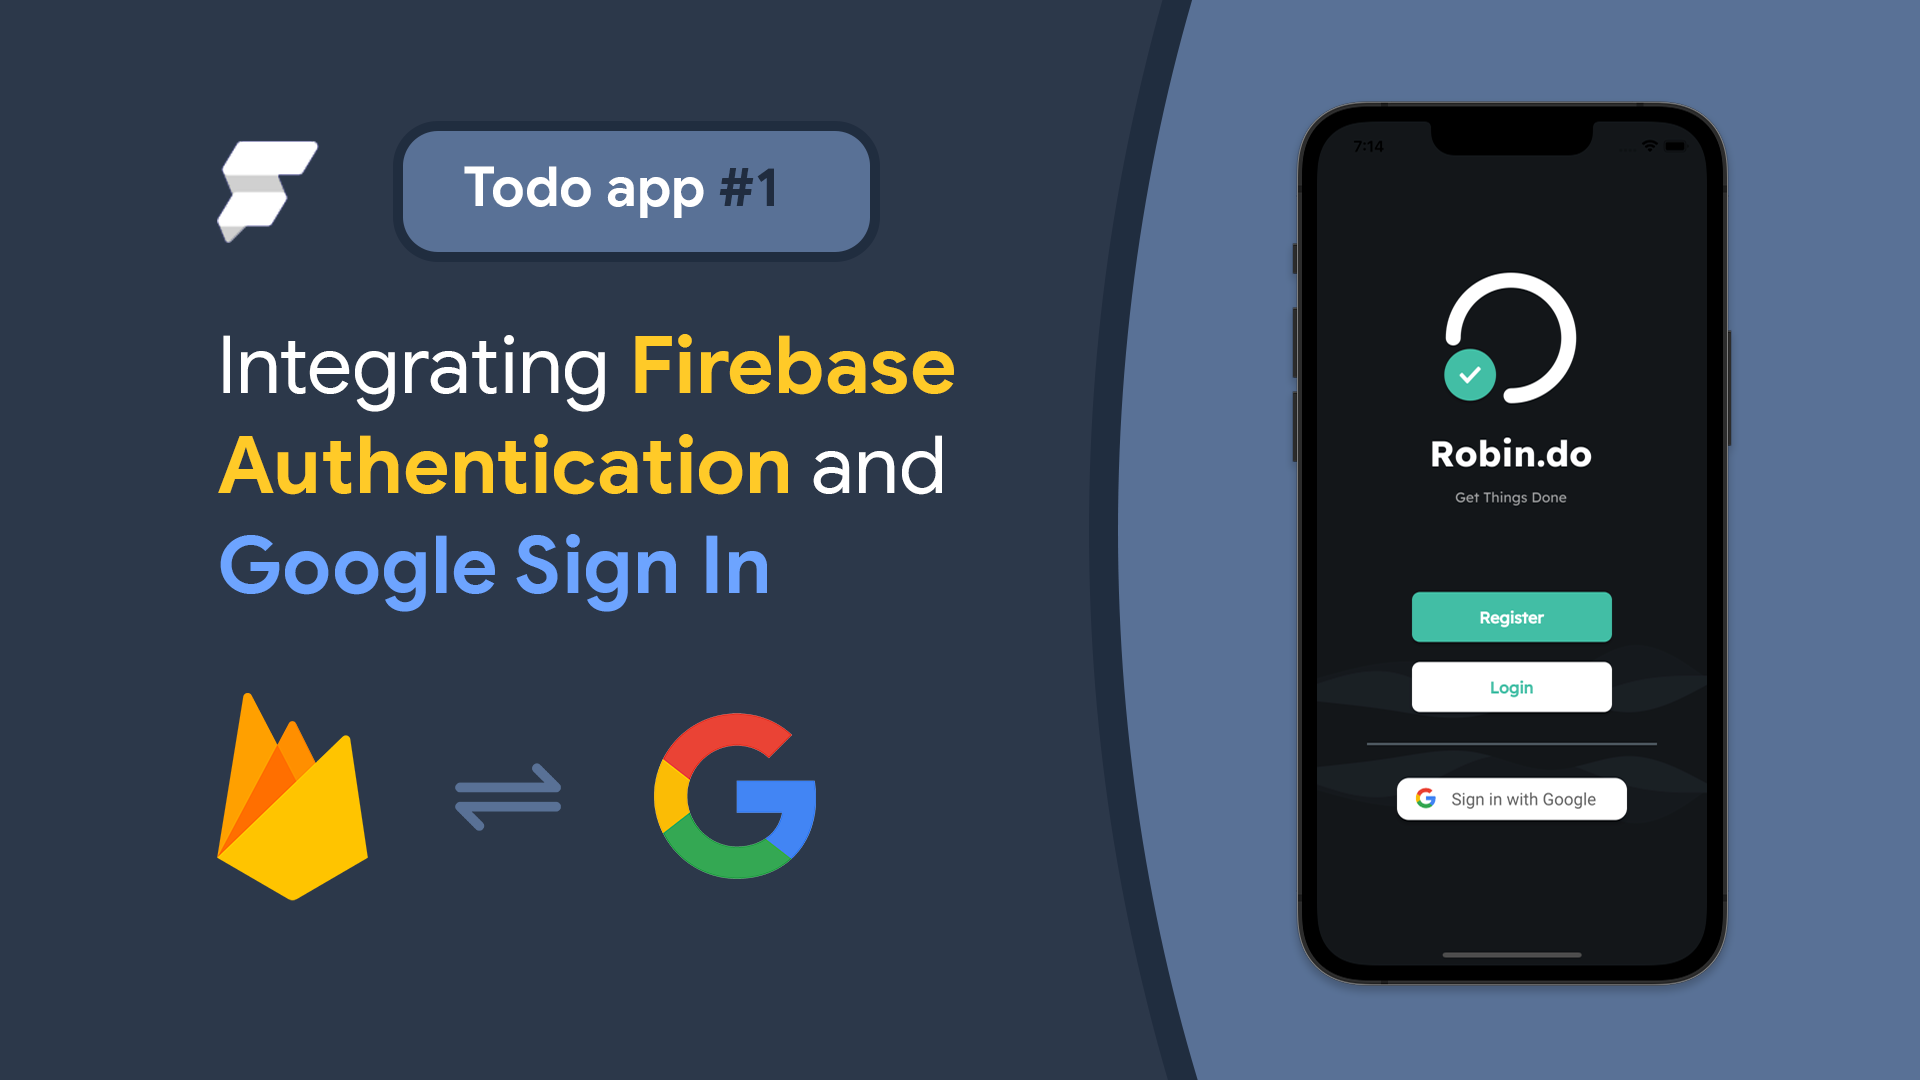 Todo app #1
Integrating Firebase
Authentication and
Google Sign In
7:14
Robin.do
Get Things Done
Register
Login
Sign in with Google